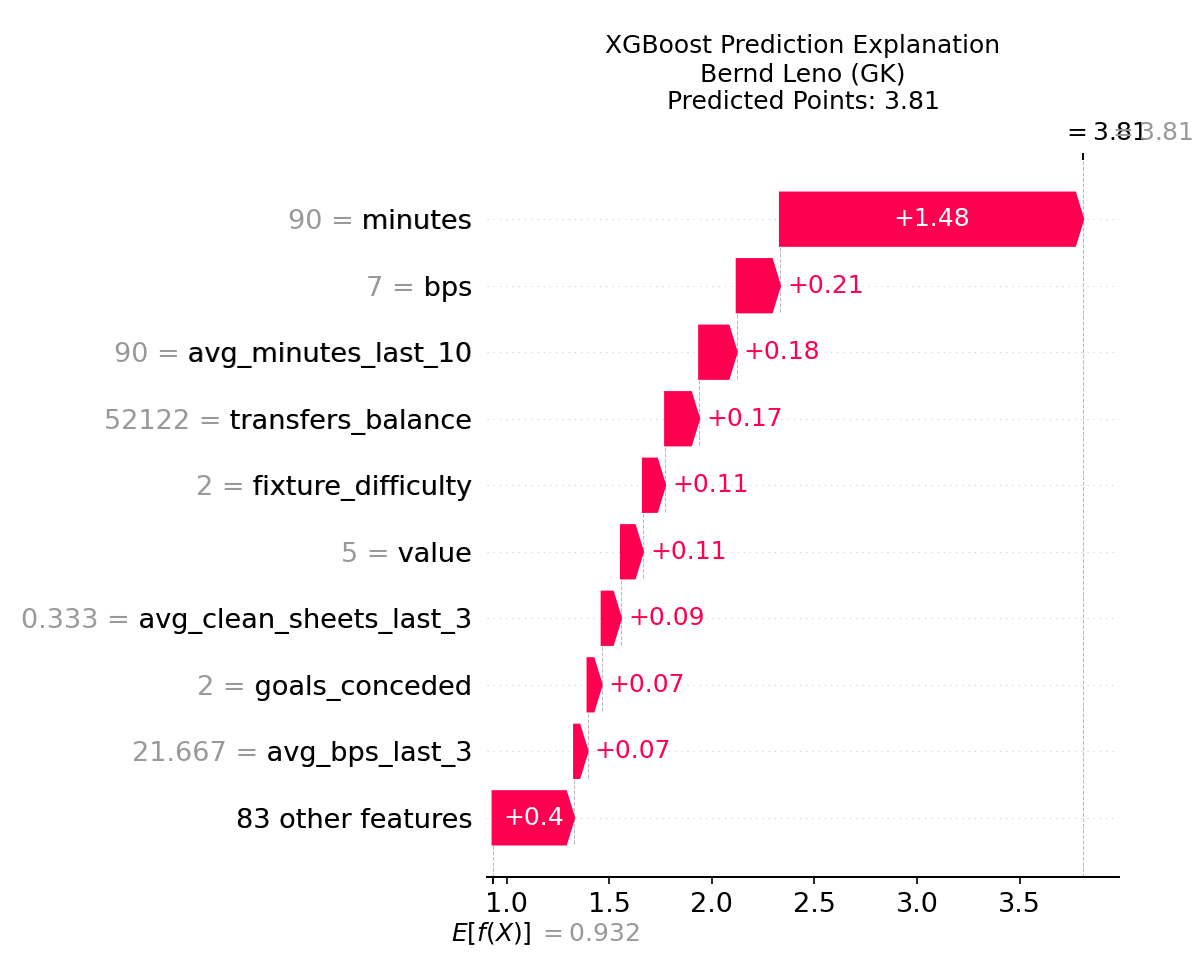 XGBoost Prediction Explanation
Bernd Leno (GK)
Predicted Points: 3.81
= 3.81 = 3.81
90 = minutes +1.48
7 = bps +0.21
90 = avg_minutes_last_10 +0.18
52122 = transfers_balance +0.17
2 = fixture_difficulty +0.11
5 = value +0.11
0.333 = avg_clean_sheets_last_3 +0.09
2 = goals_conceded +0.07
21.667 = avg_bps_last_3 +0.07
83 other features +0.4
1.0 1.5 2.0 2.5 3.0 3.5
E[f(X)] = 0.932